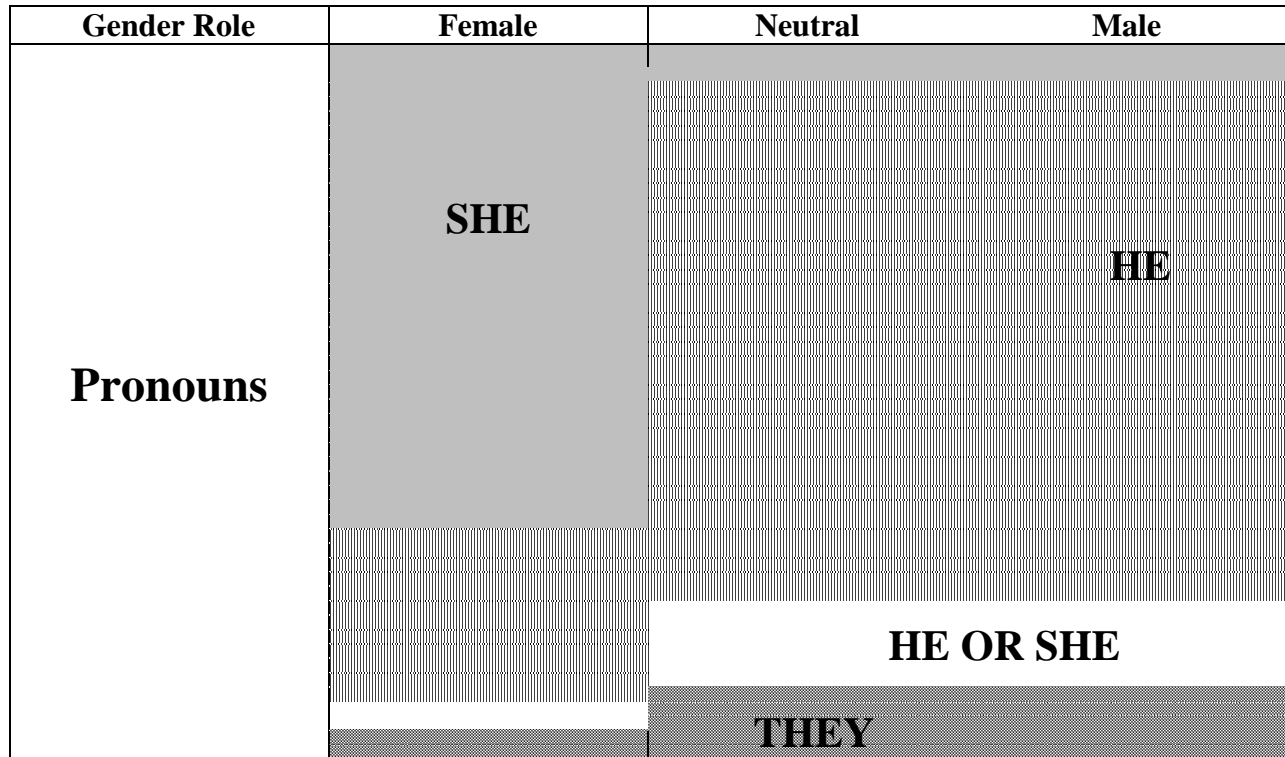 Gender Role Female Neutral Male
SHE
HE
Pronouns
HE OR SHE
THEY